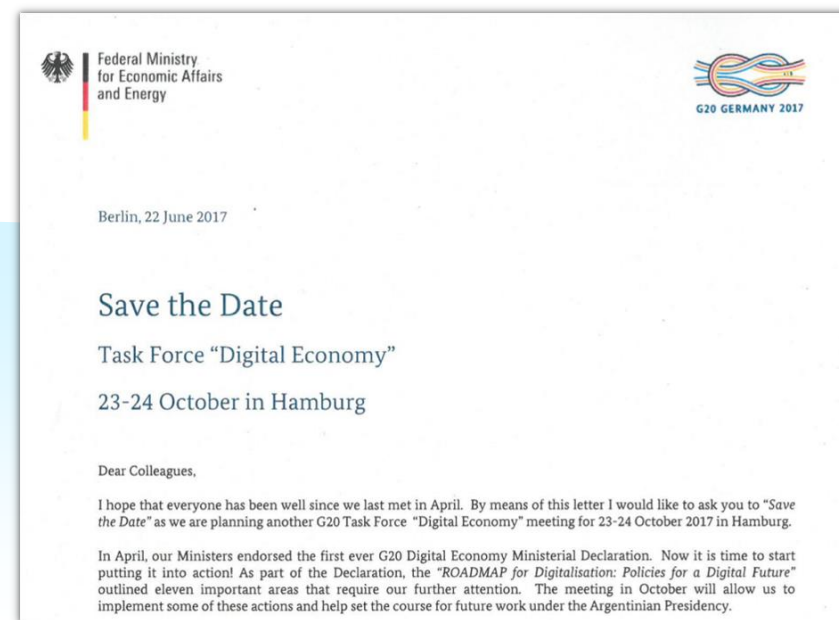 Federal Ministry
for Economic Affairs
and Energy
G20 GERMANY 2017
Berlin, 22 June 2017
Save the Date
Task Force “Digital Economy”
23-24 October in Hamburg
Dear Colleagues,
I hope that everyone has been well since we last met in April. By means of this letter I would like to ask you to “Save
the Date” as we are planning another G20 Task Force “Digital Economy” meeting for 23-24 October 2017 in Hamburg.
In April, our Ministers endorsed the first ever G20 Digital Economy Ministerial Declaration. Now it is time to start
putting it into action! As part of the Declaration, the “ROADMAP for Digitalisation: Policies for a Digital Future”
outlined eleven important areas that require our further attention. The meeting in October will allow us to
implement some of these actions and help set the course for future work under the Argentinian Presidency.